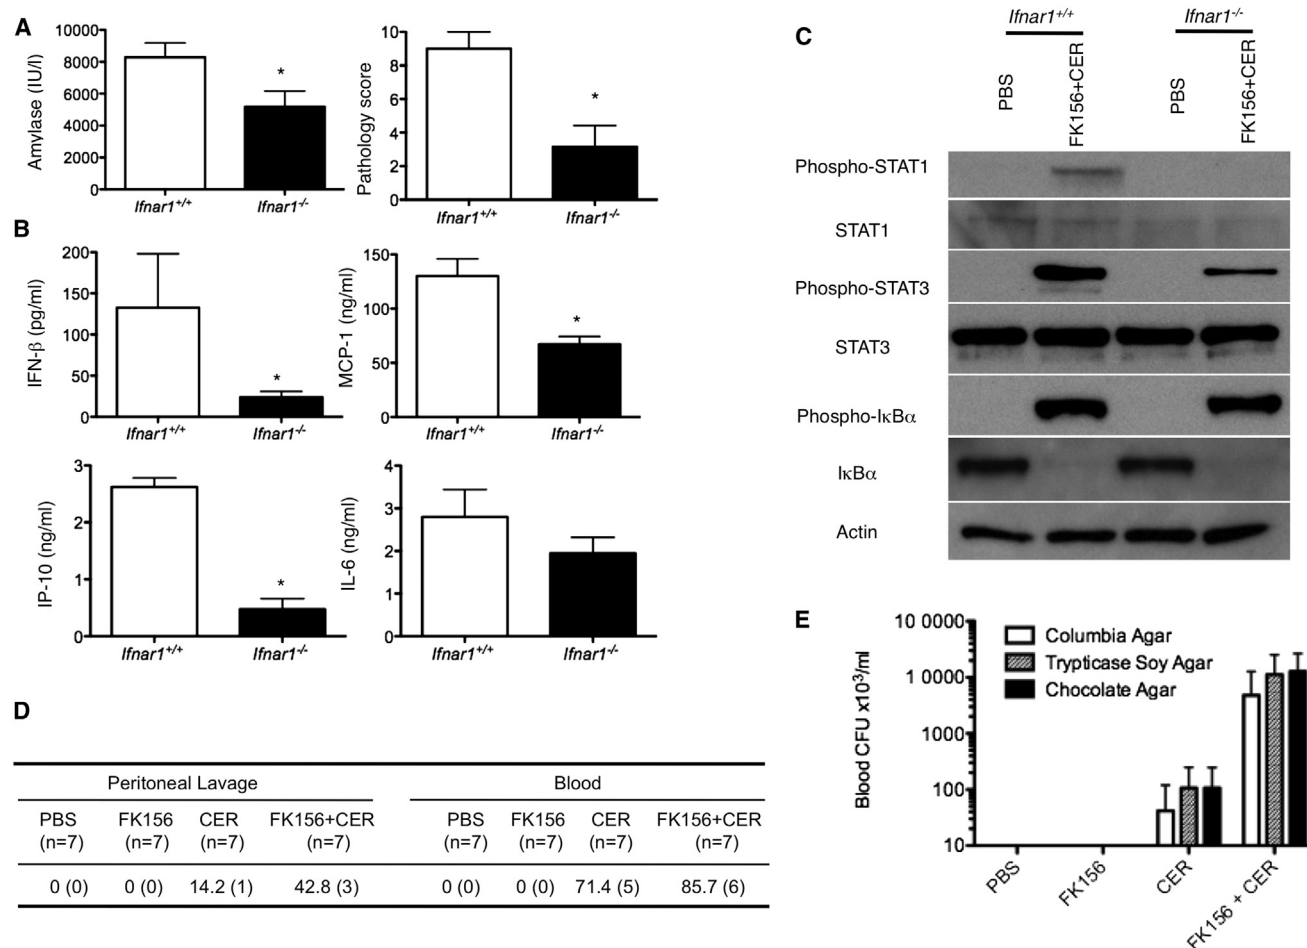 A
Amylase (IU/l)
10000
8000
6000
4000
2000
0
*
Ifnar1+/+
Ifnar1-/-
Pathology score
10
8
6
4
2
0
*
Ifnar1+/+
Ifnar1-/-
B
IFN-β (pg/ml)
200
150
100
50
0
*
Ifnar1+/+
Ifnar1-/-
MCP-1 (ng/ml)
150
100
50
0
*
Ifnar1+/+
Ifnar1-/-
IP-10 (ng/ml)
3
2
1
0
*
Ifnar1+/+
Ifnar1-/-
IL-6 (ng/ml)
4
3
2
1
0
Ifnar1+/+
Ifnar1-/-
C
Ifnar1+/+ Ifnar1-/-
PBS
FK156+CER
PBS
FK156+CER
Phospho-STAT1
STAT1
Phospho-STAT3
STAT3
Phospho-IκBα
IκBα
Actin
D
Peritoneal Lavage Blood
PBS FK156 CER FK156+CER PBS FK156 CER FK156+CER
(n=7) (n=7) (n=7) (n=7) (n=7) (n=7) (n=7) (n=7)
0 (0) 0 (0) 14.2 (1) 42.8 (3) 0 (0) 0 (0) 71.4 (5) 85.7 (6)
E
Blood CFU x10³/ml
10 0000
1 0000
1000
100
10
Columbia Agar
Trypticase Soy Agar
Chocolate Agar
PBS
FK156
CER
FK156 + CER